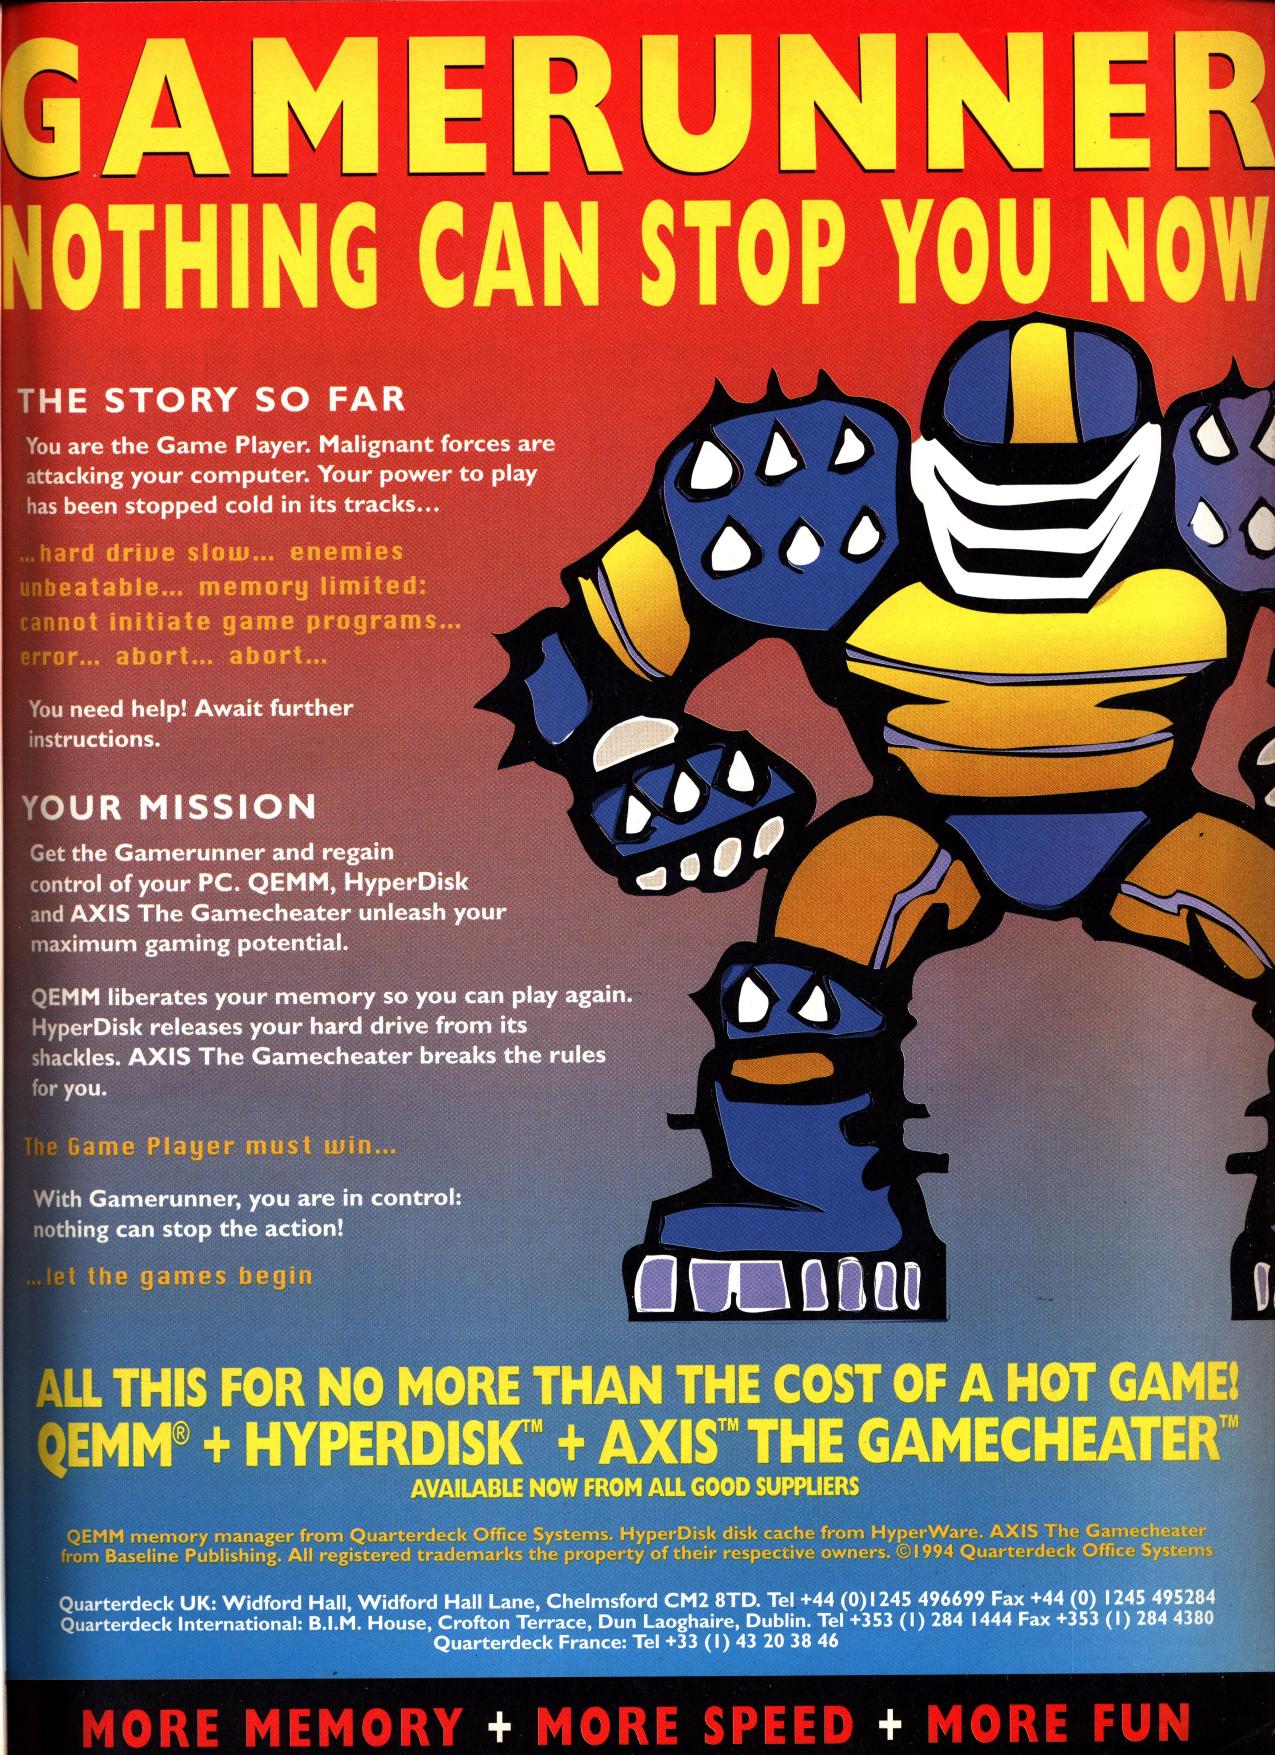 GAMERUNNER
NOTHING CAN STOP YOU NOW
THE STORY SO FAR
You are the Game Player. Malignant forces are
attacking your computer. Your power to play
has been stopped cold in its tracks...
...hard drive slow... enemies
unbeatable... memory limited:
cannot initiate game programs...
error... abort... abort...
You need help! Await further
instructions.
YOUR MISSION
Get the Gamerunner and regain
control of your PC. QEMM, HyperDisk
and AXIS The Gamecheater unleash your
maximum gaming potential.
QEMM liberates your memory so you can play again.
HyperDisk releases your hard drive from its
shackles. AXIS The Gamecheater breaks the rules
for you.
The Game Player must win...
With Gamerunner, you are in control:
nothing can stop the action!
...let the games begin
ALL THIS FOR NO MORE THAN THE COST OF A HOT GAME!
QEMM® + HYPERDISK™ + AXIS™ THE GAMECHEATER™
AVAILABLE NOW FROM ALL GOOD SUPPLIERS
QEMM memory manager from Quarterdeck Office Systems. HyperDisk disk cache from HyperWare. AXIS The Gamecheater
from Baseline Publishing. All registered trademarks the property of their respective owners. ©1994 Quarterdeck Office Systems
Quarterdeck UK: Widford Hall, Widford Hall Lane, Chelmsford CM2 8TD. Tel +44 (0)1245 496699 Fax +44 (0) 1245 495284
Quarterdeck International: B.I.M. House, Crofton Terrace, Dun Laoghaire, Dublin. Tel +353 (1) 284 1444 Fax +353 (1) 284 4380
Quarterdeck France: Tel +33 (1) 43 20 38 46
MORE MEMORY + MORE SPEED + MORE FUN